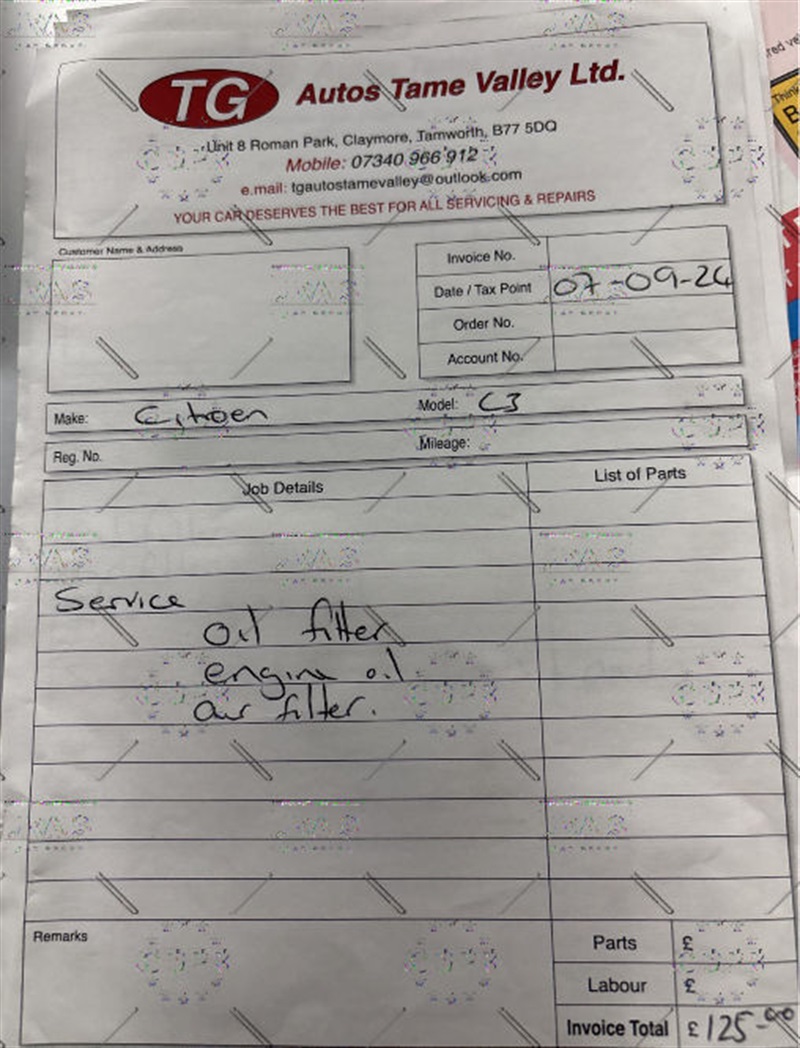 TG Autos Tame Valley Ltd.
Unit 8 Roman Park, Claymore, Tamworth, B77 5DQ
Mobile: 07340 966 912
e.mail: tgautostamevalley@outlook.com
YOUR CAR DESERVES THE BEST FOR ALL SERVICING & REPAIRS
Customer Name & Address
Invoice No.
Date / Tax Point 07-09-24
Order No.
Account No.
Make: Citroen Model: C3
Reg. No. Mileage:
Job Details List of Parts
Service
oil filter
engine oil
air filter.
Remarks
Parts £
Labour £
Invoice Total £125-00